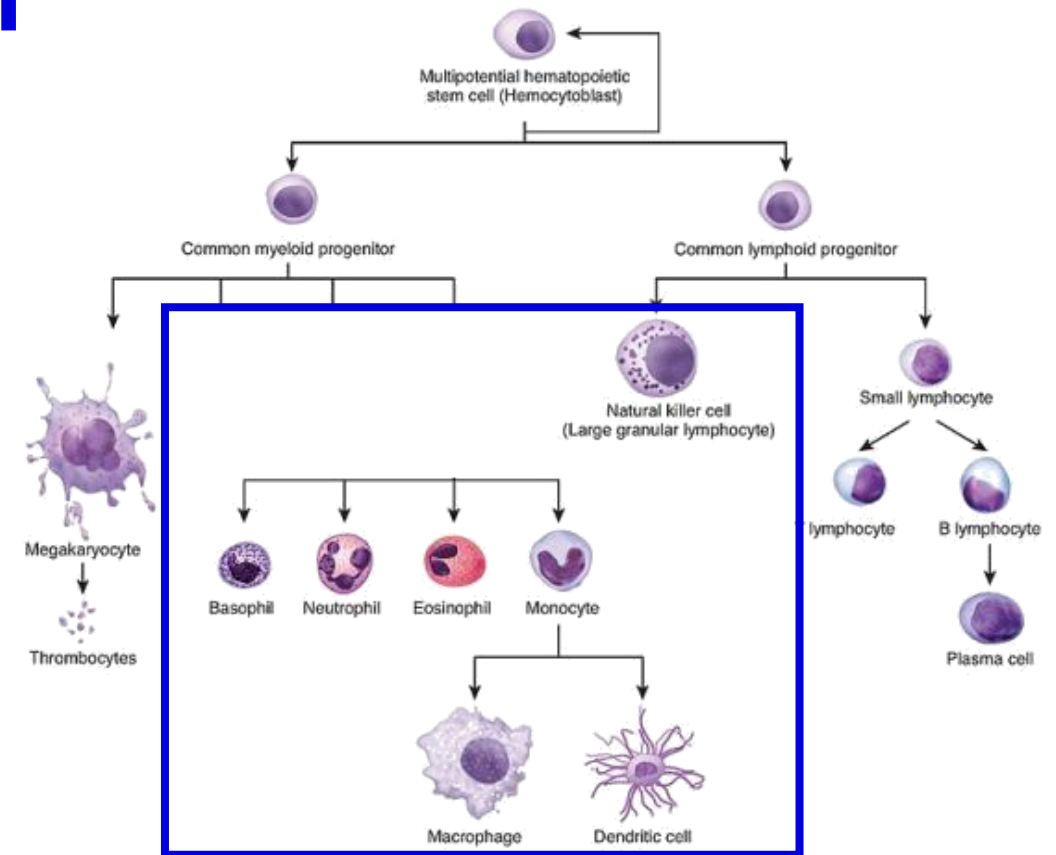 Multipotential hematopoietic
stem cell (Hemocytoblast)
Common myeloid progenitor
Common lymphoid progenitor
Natural killer cell
(Large granular lymphocyte)
Small lymphocyte
Megakaryocyte
lymphocyte
B lymphocyte
Basophil
Neutrophil
Eosinophil
Monocyte
Thrombocytes
Plasma cell
Macrophage
Dendritic cell